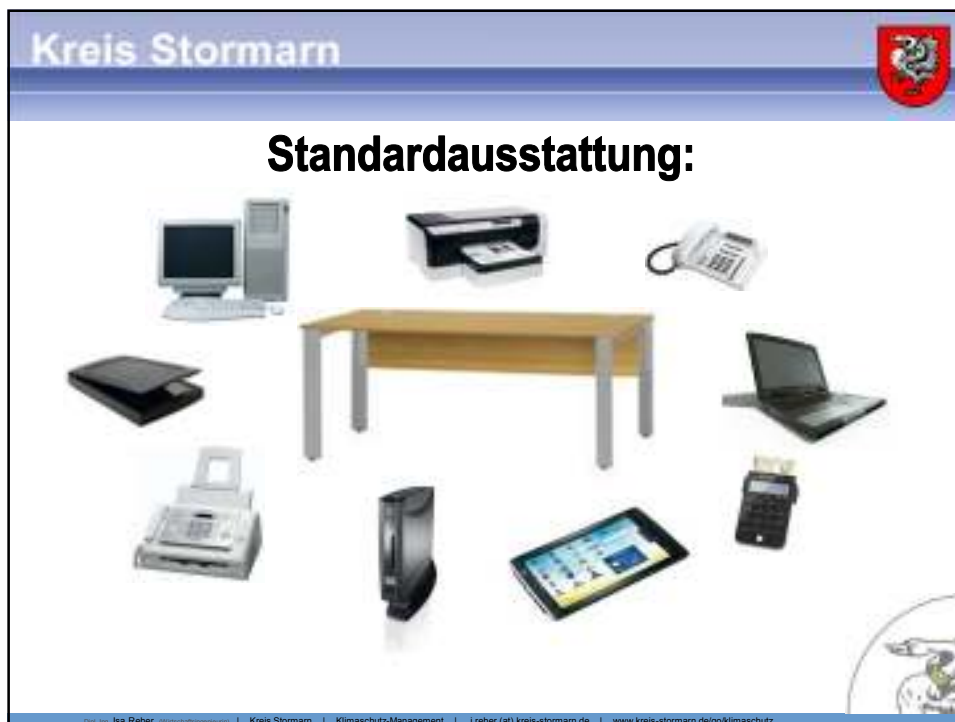 Kreis Stormarn
Standardausstattung:
Isa Reher | Kreis Stormarn | Klimaschutz-Management | i.reher (at) kreis-stormarn.de | www.kreis-stormarn.de/go/klimaschutz